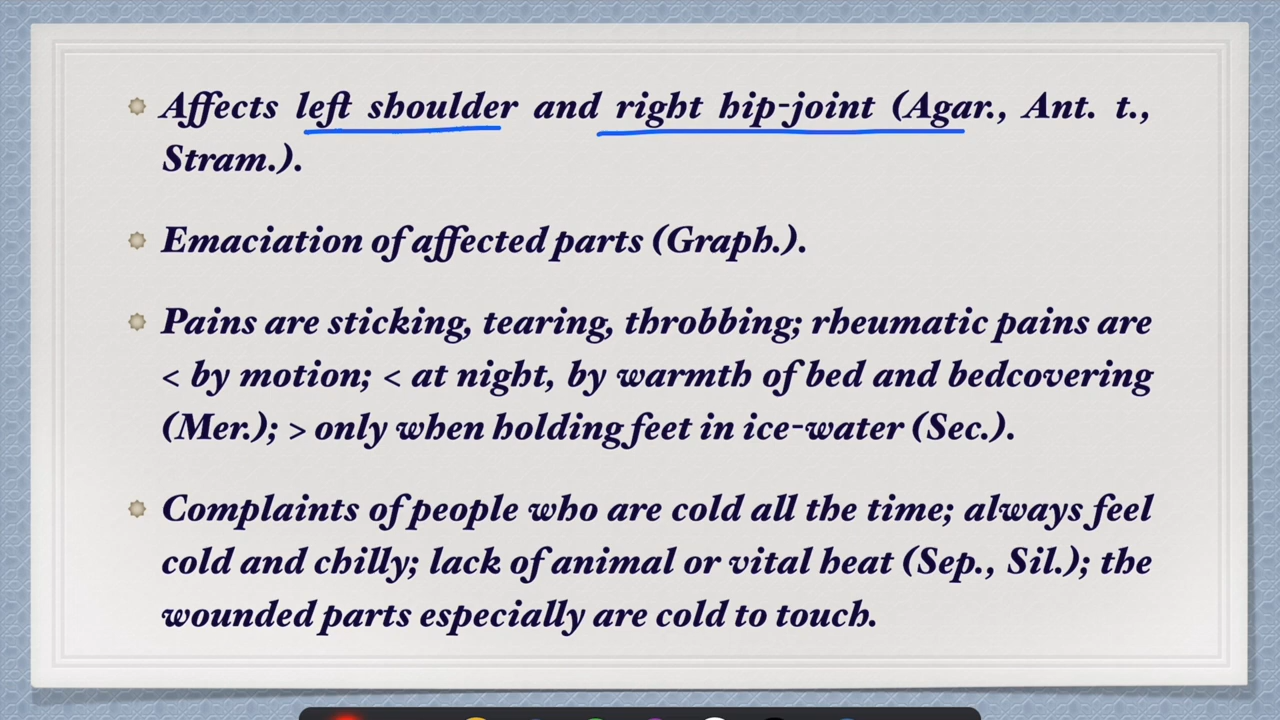 Affects left shoulder and right hip-joint (Agar., Ant. t.,
Stram.).
Emaciation of affected parts (Graph.).
Pains are sticking, tearing, throbbing; rheumatic pains are
< by motion; < at night, by warmth of bed and bedcovering
(Mer.); > only when holding feet in ice-water (Sec.).
Complaints of people who are cold all the time; always feel
cold and chilly; lack of animal or vital heat (Sep., Sil.); the
wounded parts especially are cold to touch.